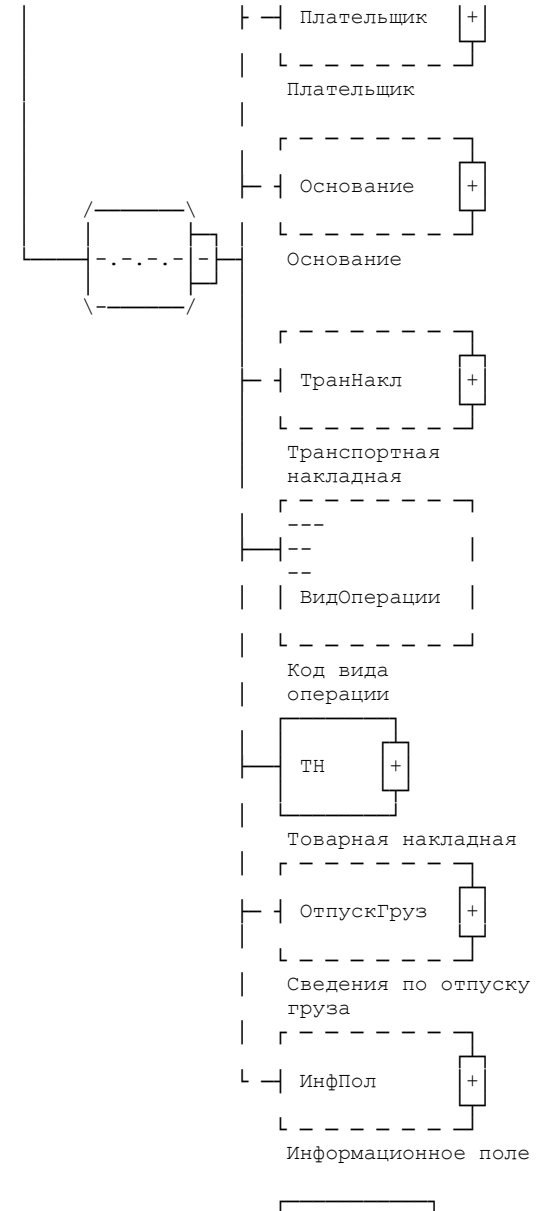 Плательщик +
Плательщик
Основание +
-.-.-.- -
Основание
ТранНакл +
Транспортная
накладная
---
--
--
ВидОперации
Код вида
операции
ТН +
Товарная накладная
ОтпускГруз +
Сведения по отпуску
груза
ИнфПол +
Информационное поле